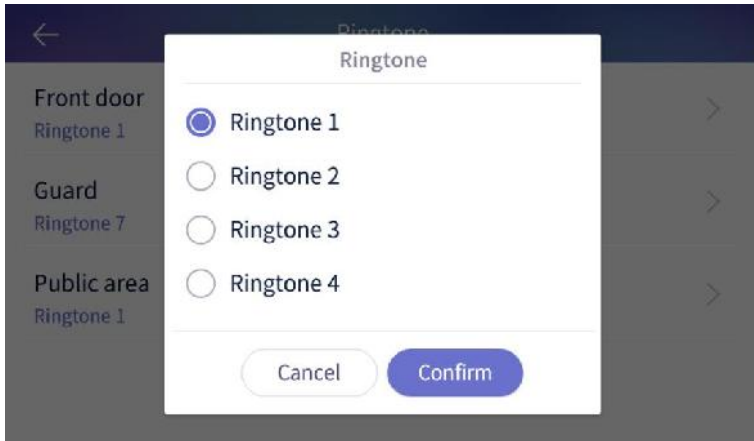 Ringtone
Ringtone
Front door
Ringtone 1
Guard
Ringtone 7
Public area
Ringtone 1
Ringtone 1
Ringtone 2
Ringtone 3
Ringtone 4
Cancel
Confirm